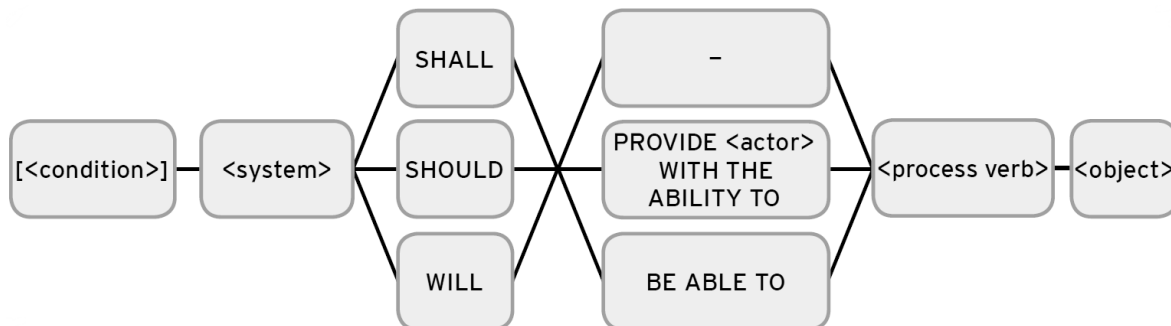 [<condition>]
<system>
SHALL
SHOULD
WILL
–
PROVIDE <actor>
WITH THE
ABILITY TO
BE ABLE TO
<process verb>
<object>